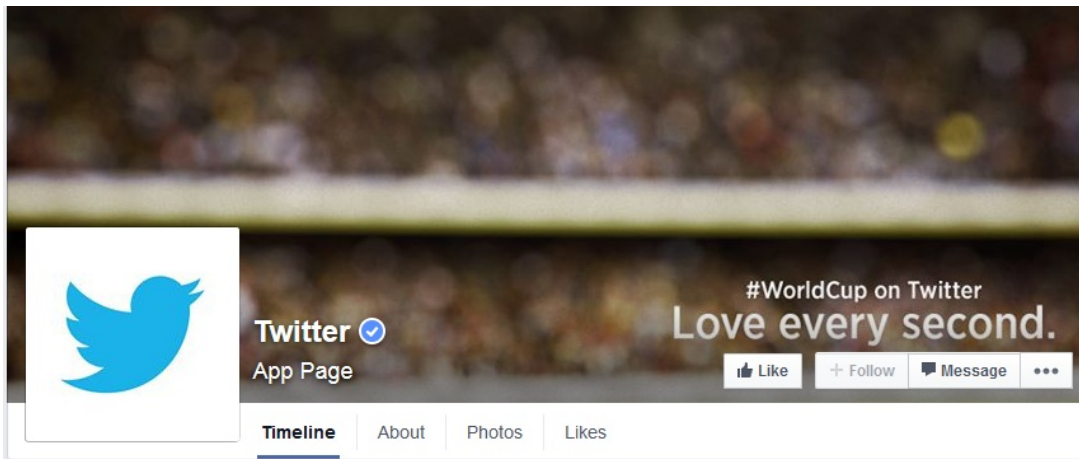 #WorldCup on Twitter
Love every second.
Twitter
App Page
Like
+ Follow
Message
Timeline About Photos Likes